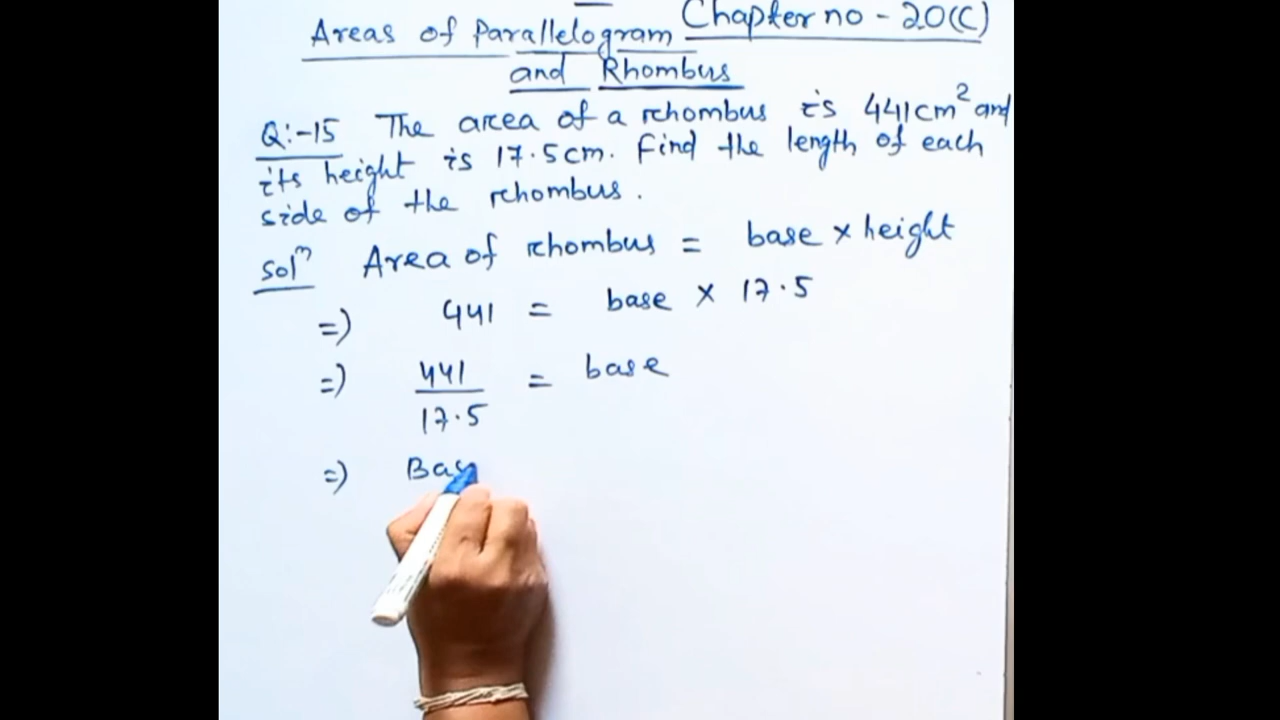 Areas of Parallelogram Chapter no - 20(C)
and Rhombus
Q:-15 The area of a rhombus is 441cm² and
its height is 17.5cm. Find the length of each
side of the rhombus.
Solⁿ Area of rhombus = base × height
=) 441 = base × 17.5
=) 441/17.5 = base
=) Bas